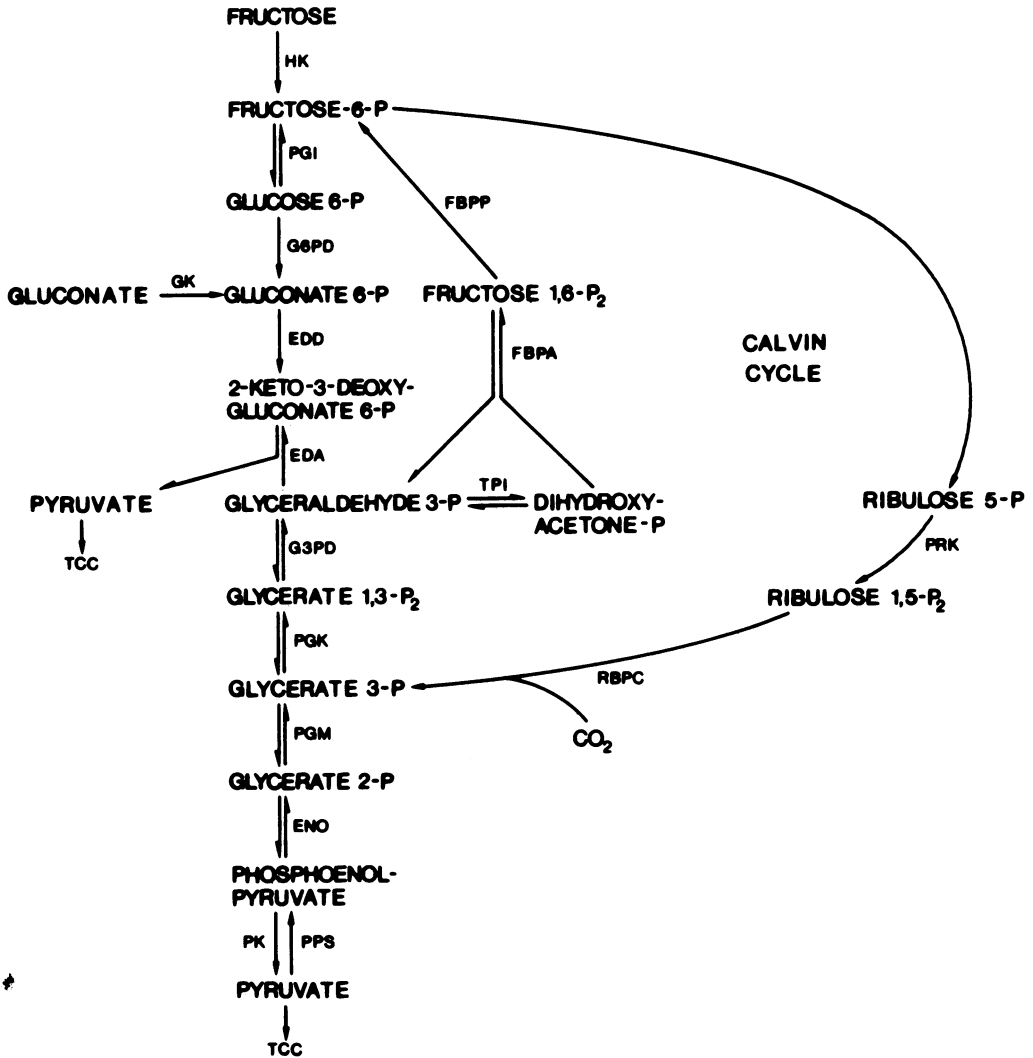 FRUCTOSE
HK
FRUCTOSE-6-P
PGI
GLUCOSE 6-P
FBPP
G6PD
GK
GLUCONATE
GLUCONATE 6-P
FRUCTOSE 1,6-P2
EDD
FBPA
CALVIN
CYCLE
2-KETO-3-DEOXY-
GLUCONATE 6-P
EDA
TPI
PYRUVATE
GLYCERALDEHYDE 3-P
DIHYDROXY-
ACETONE-P
RIBULOSE 5-P
TCC
G3PD
PRK
GLYCERATE 1,3-P2
RIBULOSE 1,5-P2
PGK
RBPC
GLYCERATE 3-P
PGM
CO2
GLYCERATE 2-P
ENO
PHOSPHOENOL-
PYRUVATE
PK
PPS
PYRUVATE
TCC